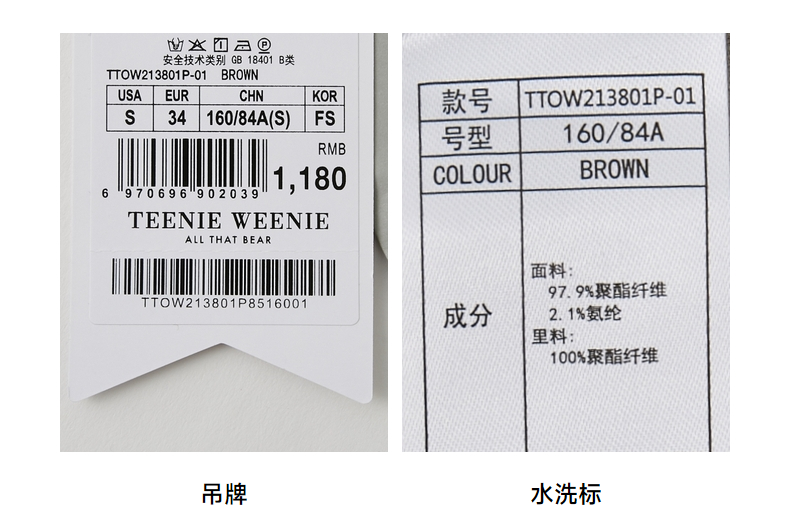 安全技术类别 GB 18401 B类
TTOW213801P-01 BROWN
USA EUR CHN KOR
S 34 160/84A(S) FS
RMB
1,180
6 970696 902039
TEENIE WEENIE
ALL THAT BEAR
TTOW213801P8516001
吊牌
款号 TTOW213801P-01
号型 160/84A
COLOUR BROWN
成分
面料:
97.9%聚酯纤维
2.1%氨纶
里料:
100%聚酯纤维
水洗标